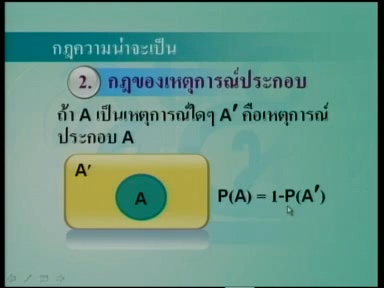 กฎความน่าจะเป็น
2. กฎของเหตุการณ์ประกอบ
ถ้า A เป็นเหตุการณ์ใดๆ A′ คือเหตุการณ์
ประกอบ A
A′
A
P(A) = 1-P(A′)